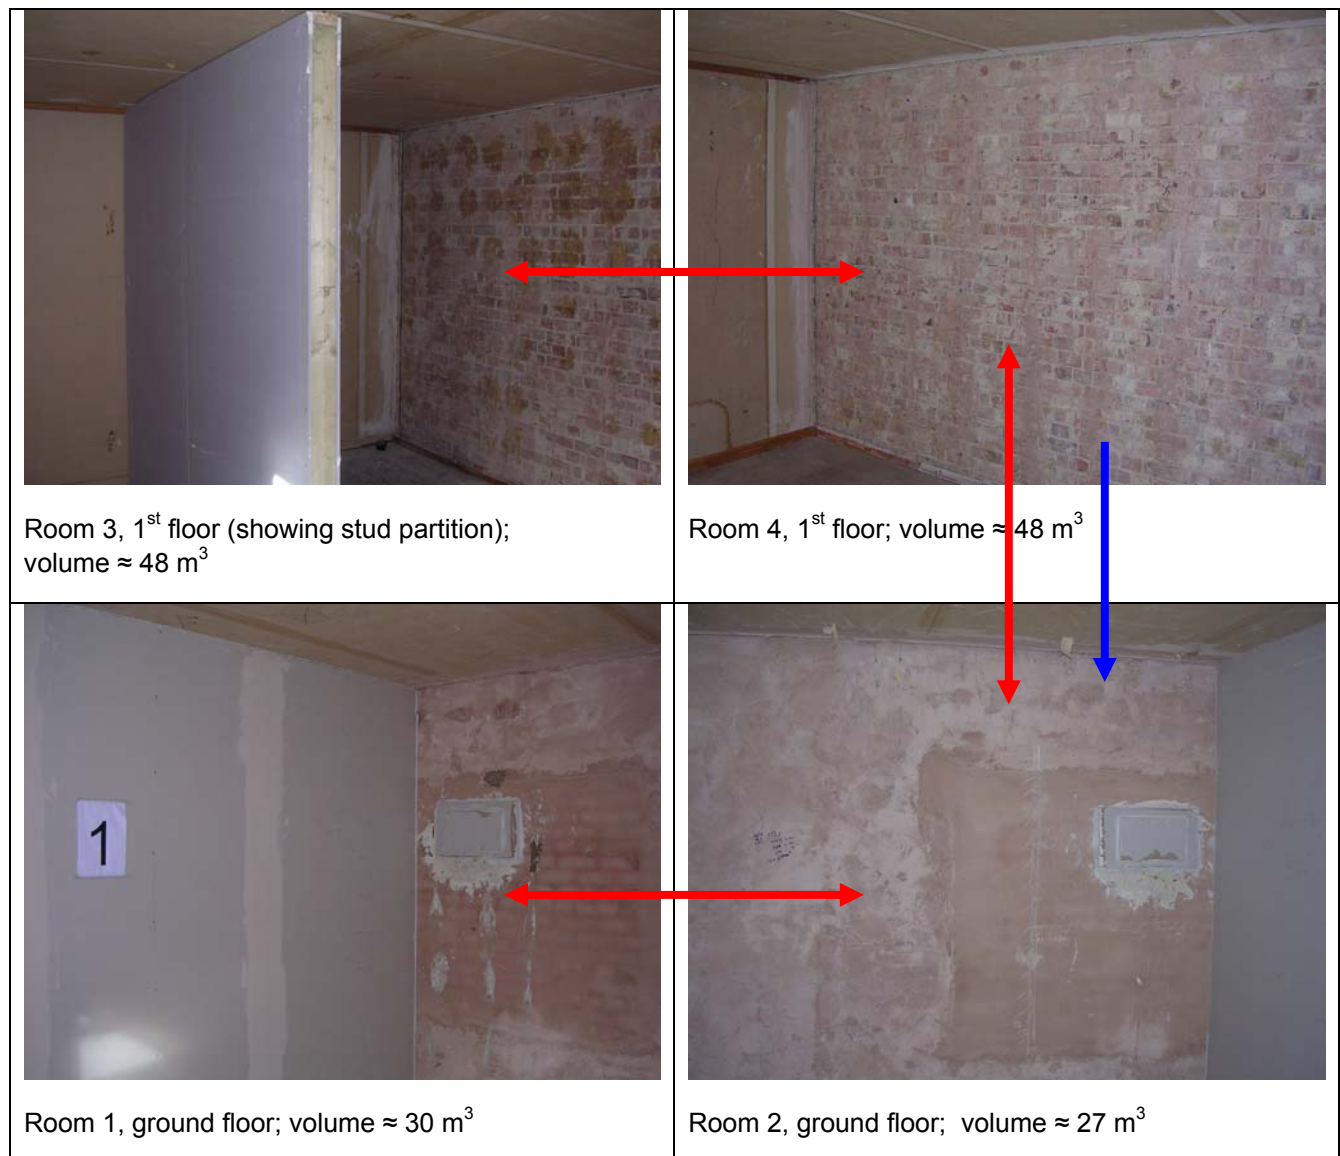 Room 3, 1st floor (showing stud partition);
volume ≈ 48 m3
Room 4, 1st floor; volume ≈ 48 m3
1
Room 1, ground floor; volume ≈ 30 m3
Room 2, ground floor; volume ≈ 27 m3